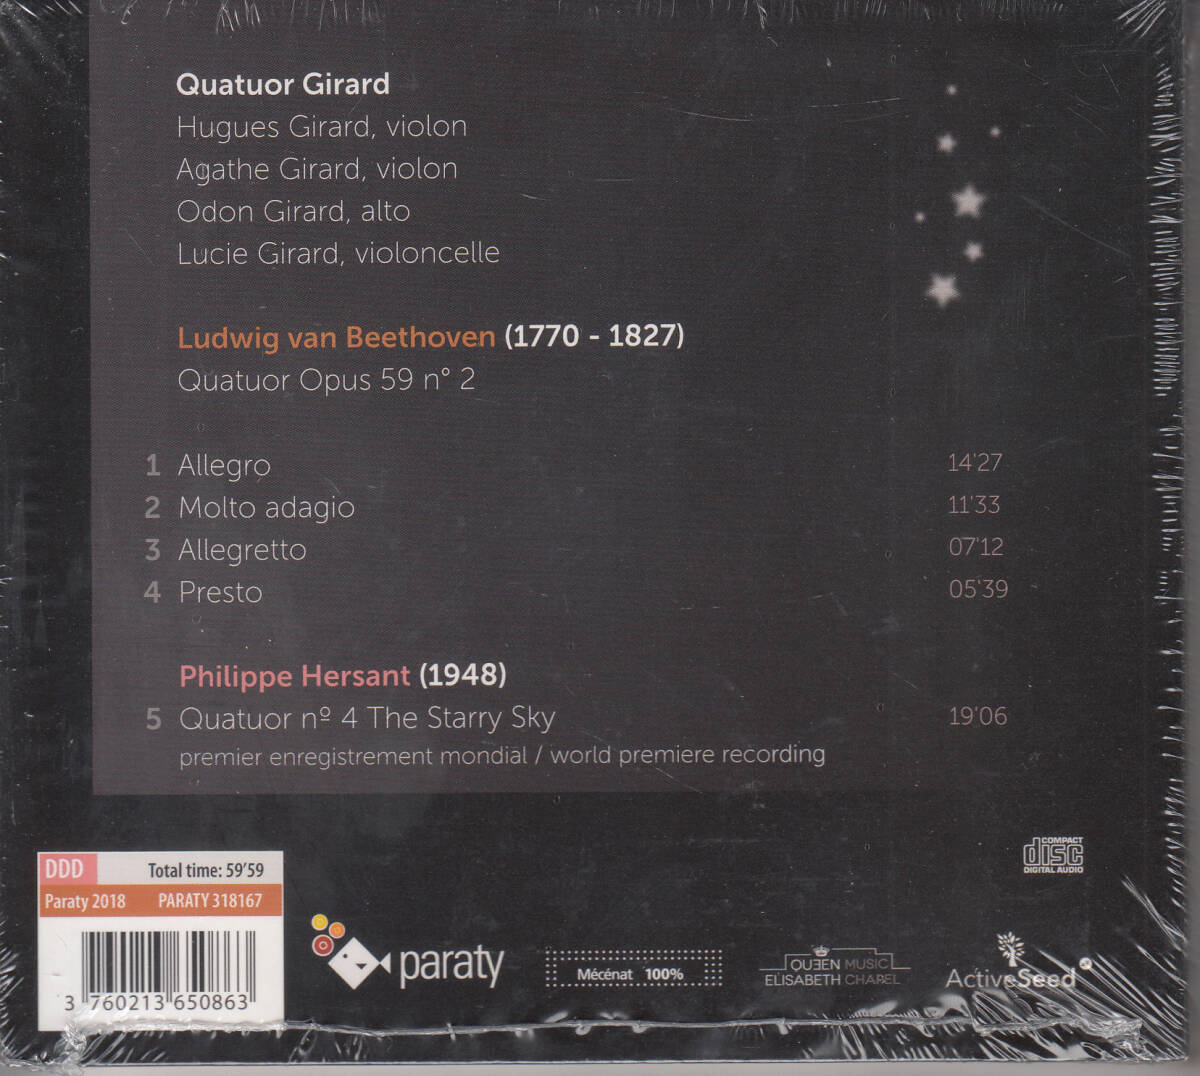 Quatuor Girard
Hugues Girard, violon
Agathe Girard, violon
Odon Girard, alto
Lucie Girard, violoncelle
Ludwig van Beethoven (1770 - 1827)
Quatuor Opus 59 n° 2
1 Allegro 14'27
2 Molto adagio 11'33
3 Allegretto 07'12
4 Presto 05'39
Philippe Hersant (1948)
5 Quatuor nº 4 The Starry Sky 19'06
premier enregistrement mondial / world premiere recording
COMPACT
disc
DIGITAL AUDIO
DDD Total time: 59'59
Paraty 2018 PARATY 318167
3 760213 650863
paraty
Mécénat 100%
QUEEN MUSIC
ELISABETH CHAPEL
ActiveSeed